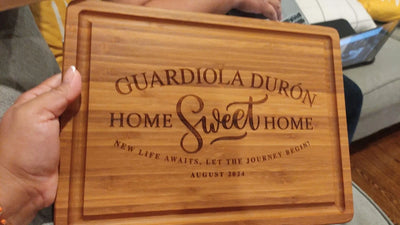 GUARDIOLA DURÓN
HOME Sweet HOME
NEW LIFE AWAITS, LET THE JOURNEY BEGIN!
AUGUST 2024